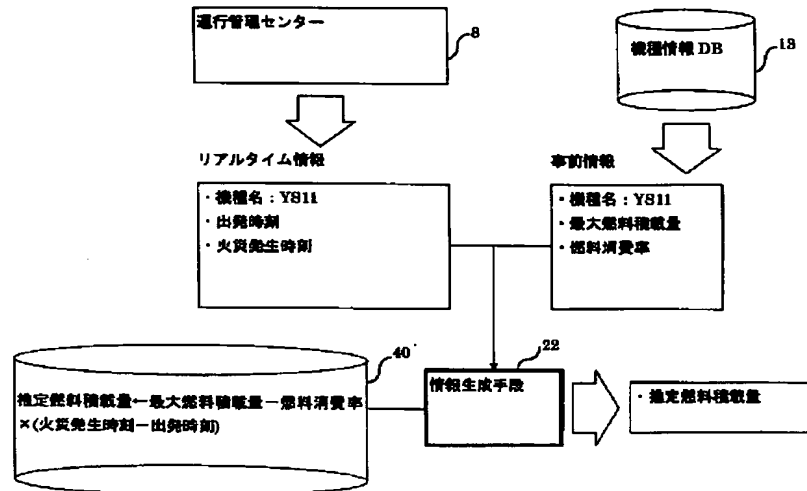 運行管理センター
8
機種情報 DB
13
リアルタイム情報
事前情報
・機種名：YS11
・出発時刻
・火災発生時刻
・機種名：YS11
・最大燃料積載量
・燃料消費率
40
22
推定燃料積載量←最大燃料積載量－燃料消費率
×(火災発生時刻－出発時刻)
情報生成手段
・推定燃料積載量